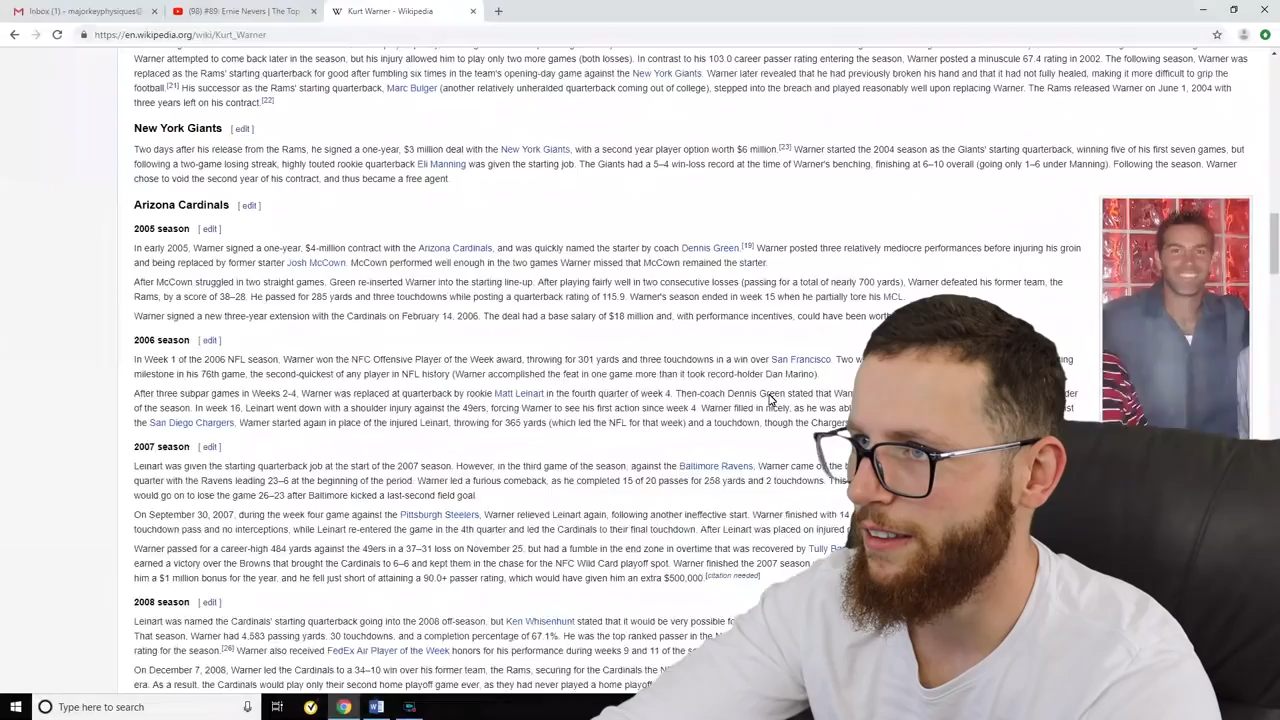 Inbox (1) - majorkeyphysiques@
(98) #89: Ernie Nevers | The Top
Kurt Warner - Wikipedia
https://en.wikipedia.org/wiki/Kurt_Warner
Warner attempted to come back later in the season, but his injury allowed him to play only two more games (both losses). In contrast to his 103.0 career passer rating entering the season, Warner posted a minuscule 67.4 rating in 2002. The following season, Warner was
replaced as the Rams' starting quarterback for good after fumbling six times in the team's opening-day game against the New York Giants. Warner later revealed that he had previously broken his hand and that it had not fully healed, making it more difficult to grip the
football.[21] His successor as the Rams' starting quarterback, Marc Bulger (another relatively unheralded quarterback coming out of college), stepped into the breach and played reasonably well upon replacing Warner. The Rams released Warner on June 1, 2004 with
three years left on his contract.[22]
New York Giants [ edit ]
Two days after his release from the Rams, he signed a one-year, $3 million deal with the New York Giants, with a second year player option worth $6 million.[23] Warner started the 2004 season as the Giants' starting quarterback, winning five of his first seven games, but
following a two-game losing streak, highly touted rookie quarterback Eli Manning was given the starting job. The Giants had a 5–4 win-loss record at the time of Warner's benching, finishing at 6–10 overall (going only 1–6 under Manning). Following the season, Warner
chose to void the second year of his contract, and thus became a free agent.
Arizona Cardinals [ edit ]
2005 season [ edit ]
In early 2005, Warner signed a one-year, $4-million contract with the Arizona Cardinals, and was quickly named the starter by coach Dennis Green.[19] Warner posted three relatively mediocre performances before injuring his groin
and being replaced by former starter Josh McCown. McCown performed well enough in the two games Warner missed that McCown remained the starter.
After McCown struggled in two straight games, Green re-inserted Warner into the starting line-up. After playing fairly well in two consecutive losses (passing for a total of nearly 700 yards), Warner defeated his former team, the
Rams, by a score of 38–28. He passed for 285 yards and three touchdowns while posting a quarterback rating of 115.9. Warner's season ended in week 15 when he partially tore his MCL.
Warner signed a new three-year extension with the Cardinals on February 14, 2006. The deal had a base salary of $18 million and, with performance incentives, could have been
2006 season [ edit ]
In Week 1 of the 2006 NFL season, Warner won the NFC Offensive Player of the Week award, throwing for 301 yards and three touchdowns in a win over San Francisco. Two
milestone in his 76th game, the second-quickest of any player in NFL history (Warner accomplished the feat in one game more than it took record-holder Dan Marino).
After three subpar games in Weeks 2-4, Warner was replaced at quarterback by rookie Matt Leinart in the fourth quarter of week 4. Then-coach Dennis Green stated that
of the season. In week 16, Leinart went down with a shoulder injury against the 49ers, forcing Warner to see his first action since week 4. Warner filled in nicely, as he was
the San Diego Chargers, Warner started again in place of the injured Leinart, throwing for 365 yards (which led the NFL for that week) and a touchdown, though the
2007 season [ edit ]
Leinart was given the starting quarterback job at the start of the 2007 season. However, in the third game of the season, against the Baltimore Ravens, Warner came
quarter with the Ravens leading 23–6 at the beginning of the period. Warner led a furious comeback, as he completed 15 of 20 passes for 258 yards and 2 touchdowns.
would go on to lose the game 26–23 after Baltimore kicked a last-second field goal.
On September 30, 2007, during the week four game against the Pittsburgh Steelers, Warner relieved Leinart again, following another ineffective start. Warner finished with 14
touchdown pass and no interceptions, while Leinart re-entered the game in the 4th quarter and led the Cardinals to their final touchdown. After Leinart was placed on injured
Warner passed for a career-high 484 yards against the 49ers in a 37–31 loss on November 25, but had a fumble in the end zone in overtime that was recovered by Tully
earned a victory over the Browns that brought the Cardinals to 6–6 and kept them in the chase for the NFC Wild Card playoff spot. Warner finished the 2007 season
him a $1 million bonus for the year, and he fell just short of attaining a 90.0+ passer rating, which would have given him an extra $500,000.[citation needed]
2008 season [ edit ]
Leinart was named the Cardinals' starting quarterback going into the 2008 off-season, but Ken Whisenhunt stated that it would be very possible
That season, Warner had 4,583 passing yards, 30 touchdowns, and a completion percentage of 67.1%. He was the top ranked passer in the
rating for the season.[26] Warner also received FedEx Air Player of the Week honors for his performance during weeks 9 and 11 of the
On December 7, 2008, Warner led the Cardinals to a 34–10 win over his former team, the Rams, securing for the Cardinals the
era. As a result, the Cardinals would play only their second home playoff game ever, as they had never played a home
Type here to search